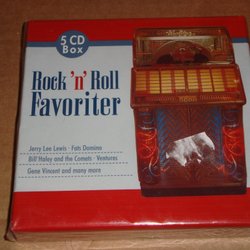 5 CD
Box
Rock 'n' Roll
Favoriter
Jerry Lee Lewis · Fats Domino
Bill Haley and the Comets · Ventures
Gene Vincent and many more